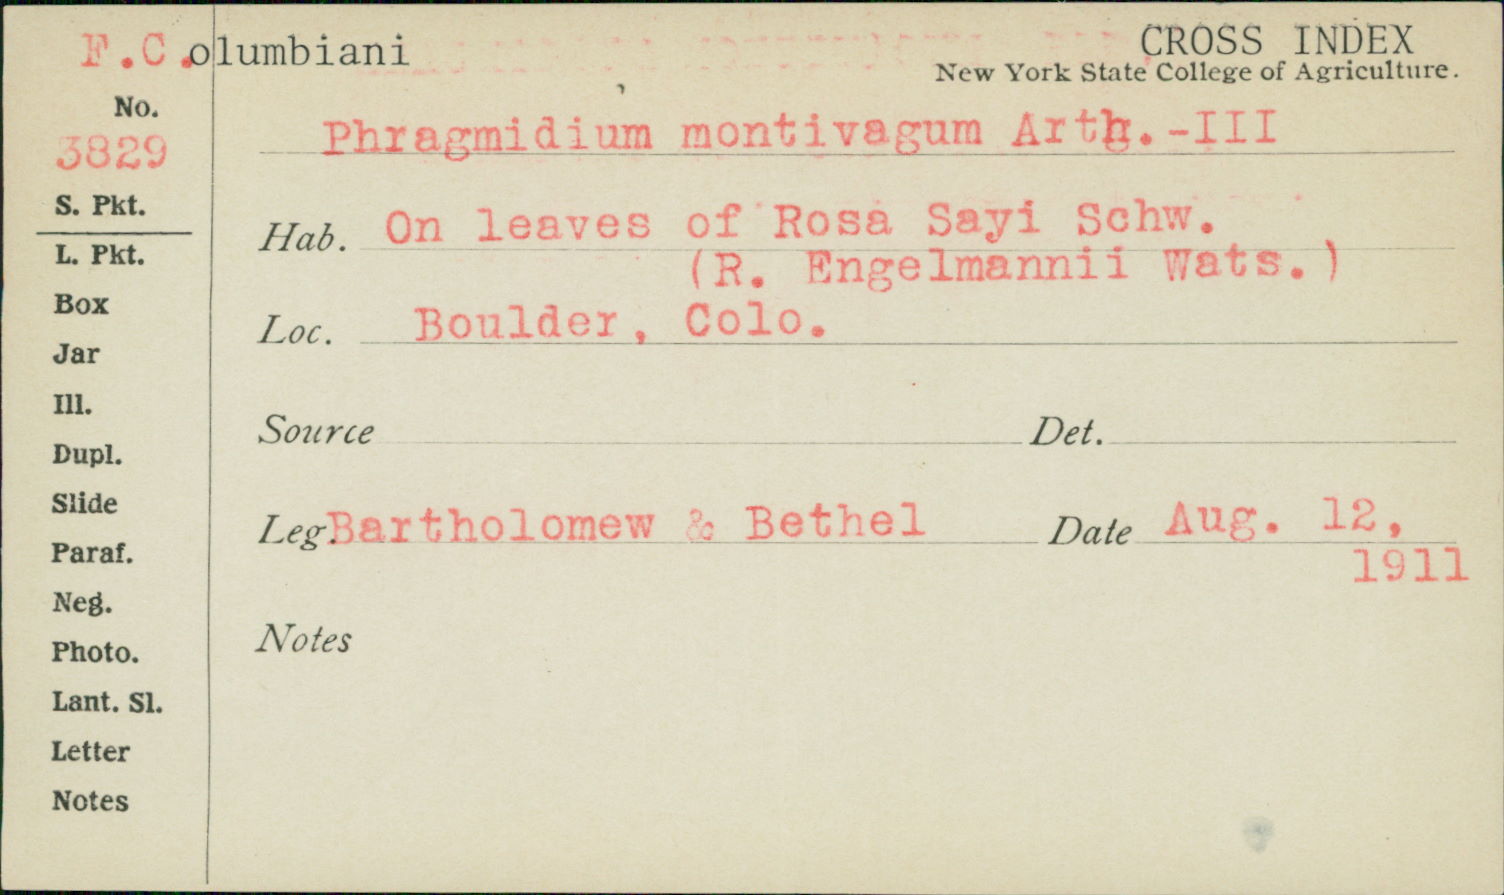 F.Columbiani
CROSS INDEX
New York State College of Agriculture.
No.
3829
Phragmidium montivagum Arth.-III
S. Pkt.
Hab. On leaves of Rosa Sayi Schw.
(R. Engelmannii Wats.)
L. Pkt.
Box
Loc. Boulder, Colo.
Jar
Ill.
Source
Det.
Dupl.
Slide
Leg. Bartholomew & Bethel
Date Aug. 12,
1911
Paraf.
Neg.
Notes
Photo.
Lant. Sl.
Letter
Notes